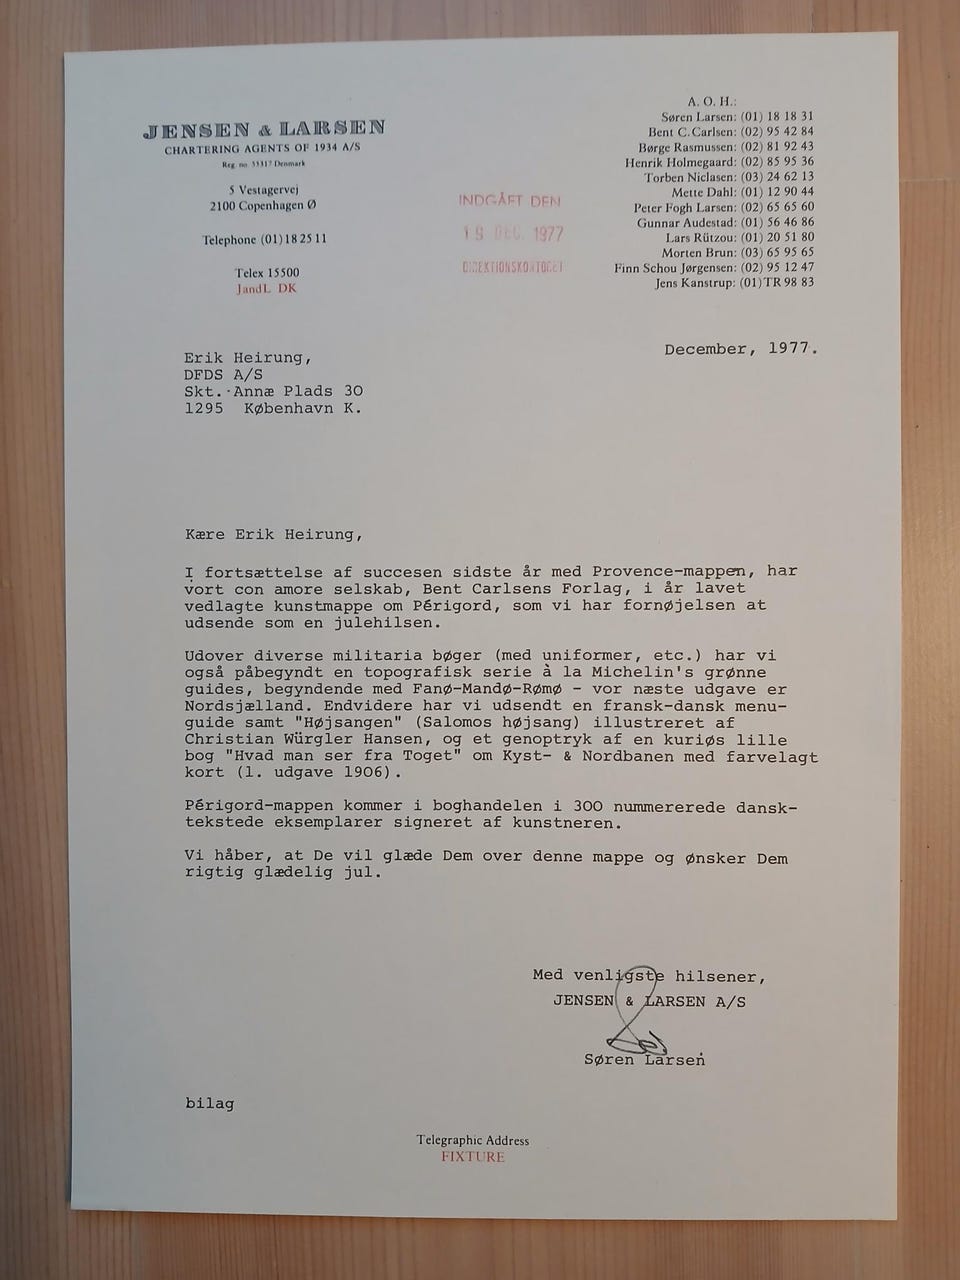 JENSEN & LARSEN
CHARTERING AGENTS OF 1934 A/S
Reg. no. Denmark
5 Vestagervej
2100 Copenhagen Ø
Telephone (01) 18 25 11
Telex 15500
JandL DK
INDGÅET DEN
19 DEC. 1977
DIREKTIONSKONTORET
A. O. H.:
Søren Larsen: (01) 18 18 31
Bent C. Carlsen: (02) 95 42 84
Børge Rasmussen: (02) 81 92 43
Henrik Holmegaard: (02) 85 95 36
Torben Niclasen: (03) 24 62 13
Mette Dahl: (01) 12 90 44
Peter Fogh Larsen: (02) 65 65 60
Gunnar Audestad: (01) 56 46 86
Lars Rützou: (01) 20 51 80
Morten Brun: (03) 65 95 65
Finn Schou Jørgensen: (02) 95 12 47
Jens Kanstrup: (01) TR 98 83
December, 1977.
Erik Heirung,
DFDS A/S
Skt. Annæ Plads 30
1295 København K.
Kære Erik Heirung,
I fortsættelse af succesen sidste år med Provence-mappen, har
vort con amore selskab, Bent Carlsens Forlag, i år lavet
vedlagte kunstmappe om Périgord, som vi har fornøjelsen at
udsende som en julehilsen.
Udover diverse militaria bøger (med uniformer, etc.) har vi
også påbegyndt en topografisk serie à la Michelin's grønne
guides, begyndende med Fanø-Mandø-Rømø - vor næste udgave er
Nordsjælland. Endvidere har vi udsendt en fransk-dansk menu-
guide samt "Højsangen" (Salomos højsang) illustreret af
Christian Würgler Hansen, og et genoptryk af en kuriøs lille
bog "Hvad man ser fra Toget" om Kyst- & Nordbanen med farvelagt
kort (1. udgave 1906).
Périgord-mappen kommer i boghandelen i 300 nummererede dansk-
tekstede eksemplarer signeret af kunstneren.
Vi håber, at De vil glæde Dem over denne mappe og ønsker Dem
rigtig glædelig jul.
Med venligste hilsener,
JENSEN & LARSEN A/S
Søren Larsen
bilag
Telegraphic Address
FIXTURE